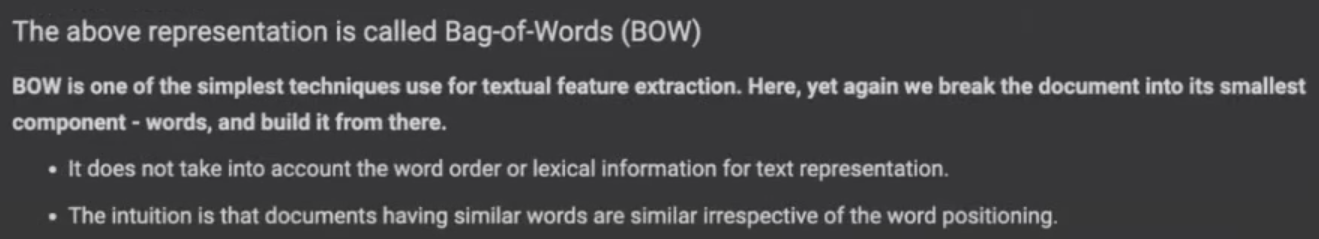 The above representation is called Bag-of-Words (BOW)
BOW is one of the simplest techniques use for textual feature extraction. Here, yet again we break the document into its smallest
component - words, and build it from there.
• It does not take into account the word order or lexical information for text representation.
• The intuition is that documents having similar words are similar irrespective of the word positioning.